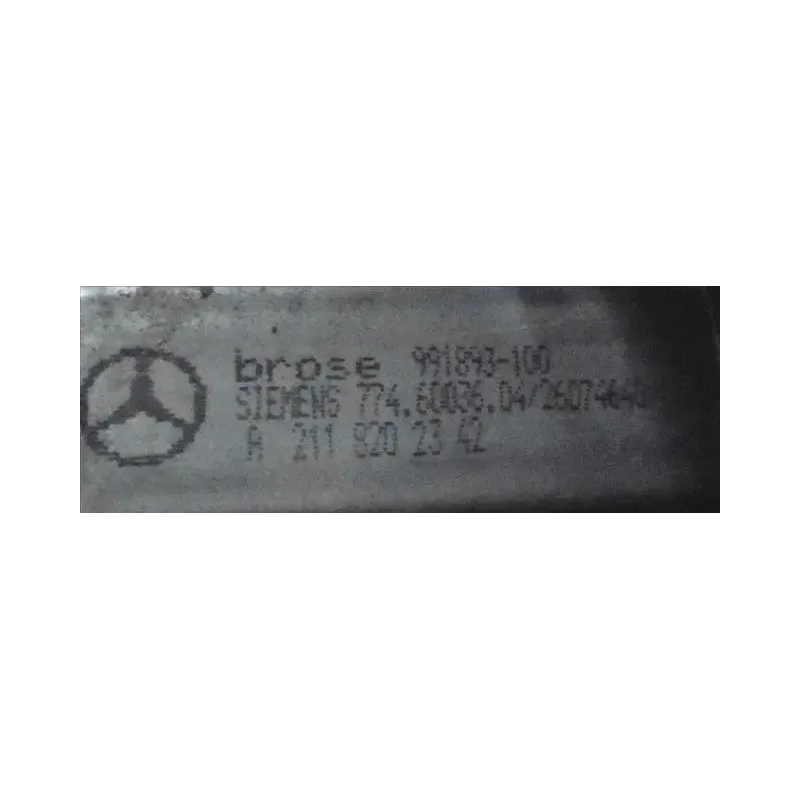 brose 991893-100
SIEMENS 774.60036.04/26074640
A 211 820 23 42